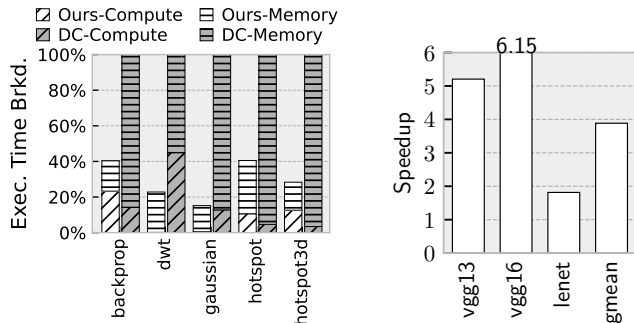 Ours-Compute
Ours-Memory
DC-Compute
DC-Memory
Exec. Time Brkd.
100%
80%
60%
40%
20%
0%
backprop
dwt
gaussian
hotspot
hotspot3d
6.15
Speedup
6
5
4
3
2
1
0
vgg13
vgg16
lenet
gmean